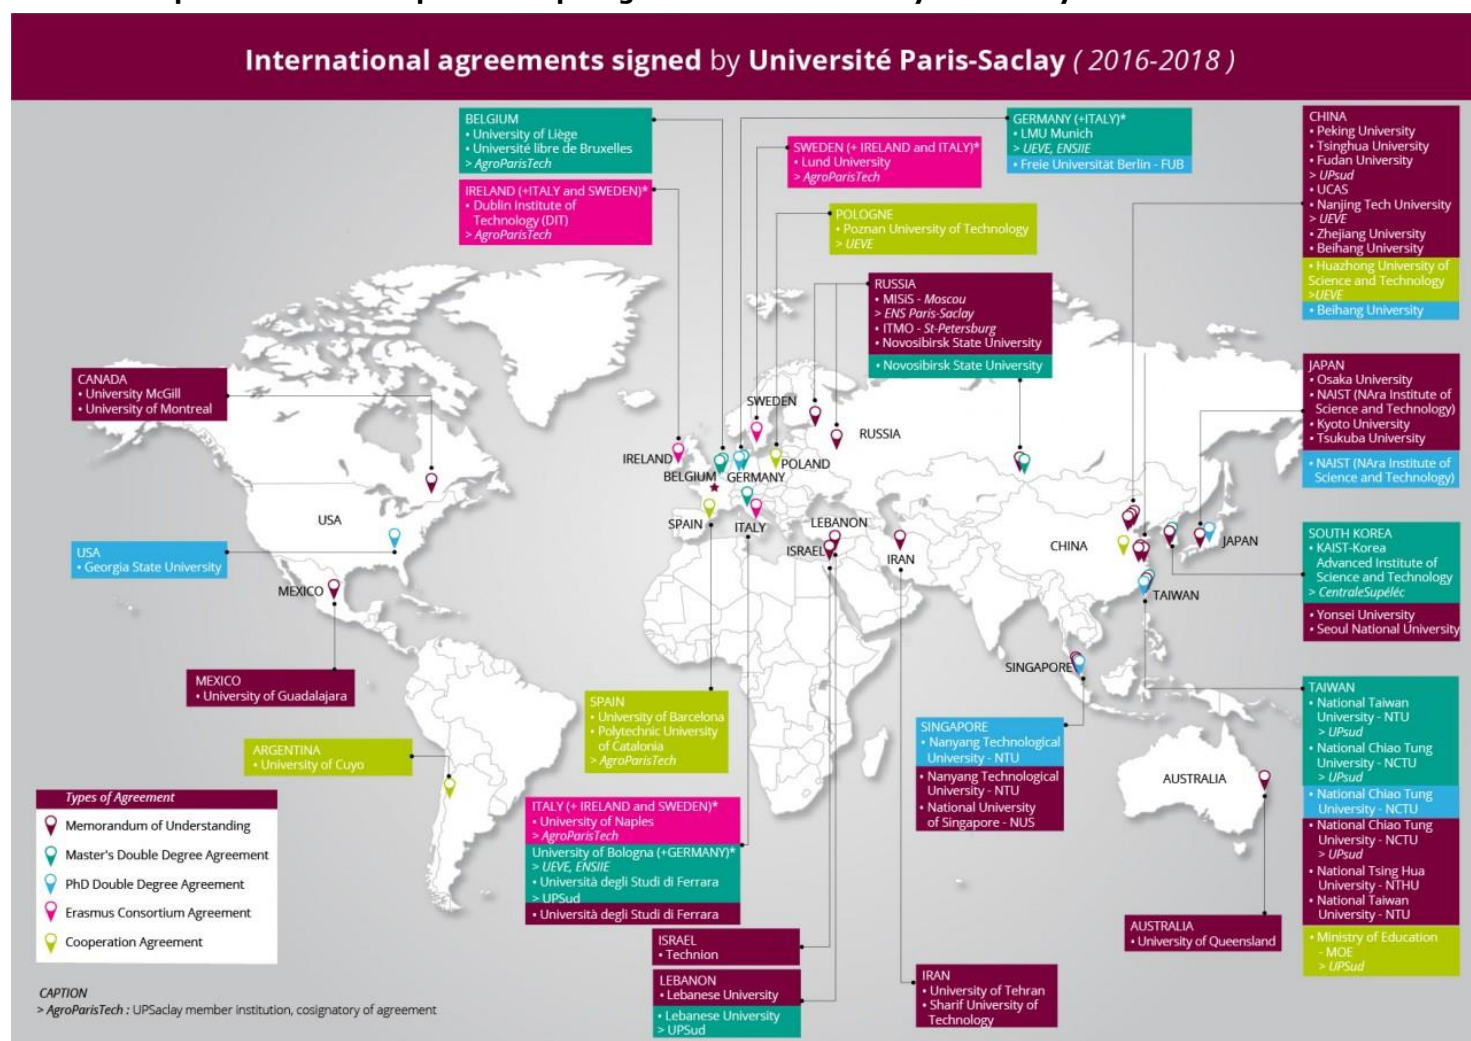 International agreements signed by Université Paris-Saclay ( 2016-2018 )
BELGIUM
• University of Liège
• Université libre de Bruxelles
> AgroParisTech
IRELAND (+ITALY and SWEDEN)*
• Dublin Institute of
Technology (DIT)
> AgroParisTech
SWEDEN (+ IRELAND and ITALY)*
• Lund University
> AgroParisTech
GERMANY (+ITALY)*
• LMU Munich
> UEVE, ENSIIE
• Freie Universität Berlin - FUB
POLOGNE
• Poznan University of Technology
> UEVE
RUSSIA
• MISiS - Moscou
> ENS Paris-Saclay
• ITMO - St-Petersburg
• Novosibirsk State University
• Novosibirsk State University
CHINA
• Peking University
• Tsinghua University
• Fudan University
> UPsud
• UCAS
• Nanjing Tech University
> UEVE
• Zhejiang University
• Beihang University
• Huazhong University of
Science and Technology
>UEVE
• Beihang University
JAPAN
• Osaka University
• NAIST (NAra Institute of
Science and Technology)
• Kyoto University
• Tsukuba University
• NAIST (NAra Institute of
Science and Technology)
SOUTH KOREA
• KAIST-Korea
Advanced Institute of
Science and Technology
> CentraleSupéléc
• Yonsei University
• Seoul National University
TAIWAN
• National Taiwan
University - NTU
> UPsud
• National Chiao Tung
University - NCTU
> UPsud
• National Chiao Tung
University - NCTU
• National Chiao Tung
University - NCTU
> UPsud
• National Tsing Hua
University - NTHU
• National Taiwan
University - NTU
• Ministry of Education
- MOE
> UPSud
CANADA
• University McGill
• University of Montreal
USA
• Georgia State University
MEXICO
• University of Guadalajara
ARGENTINA
• University of Cuyo
SPAIN
• University of Barcelona
• Polytechnic University
of Catalonia
> AgroParisTech
ITALY (+ IRELAND and SWEDEN)*
• University of Naples
> AgroParisTech
University of Bologna (+GERMANY)*
> UEVE, ENSIIE
• Università degli Studi di Ferrara
> UPSud
• Università degli Studi di Ferrara
ISRAEL
• Technion
LEBANON
• Lebanese University
• Lebanese University
> UPSud
SINGAPORE
• Nanyang Technological
University - NTU
• Nanyang Technological
University - NTU
• National University
of Singapore - NUS
IRAN
• University of Tehran
• Sharif University of
Technology
AUSTRALIA
• University of Queensland
SWEDEN
RUSSIA
IRELAND
BELGIUM
GERMANY
POLAND
SPAIN
ITALY
LEBANON
ISRAEL
IRAN
CHINA
JAPAN
TAIWAN
SINGAPORE
AUSTRALIA
USA
MEXICO
Types of Agreement
Memorandum of Understanding
Master's Double Degree Agreement
PhD Double Degree Agreement
Erasmus Consortium Agreement
Cooperation Agreement
CAPTION
> AgroParisTech : UPSaclay member institution, cosignatory of agreement